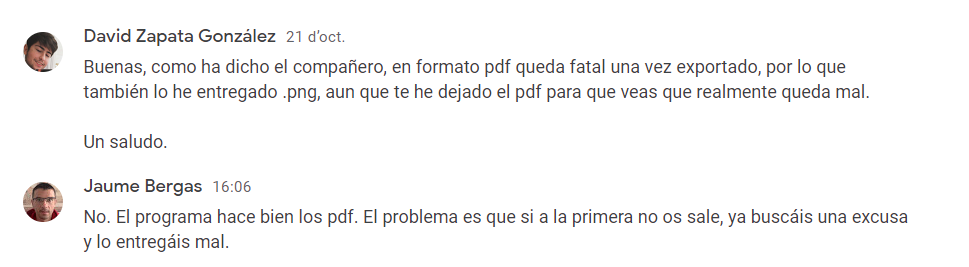 David Zapata González 21 d’oct.
Buenas, como ha dicho el compañero, en formato pdf queda fatal una vez exportado, por lo que
también lo he entregado .png, aun que te he dejado el pdf para que veas que realmente queda mal.
Un saludo.
Jaume Bergas 16:06
No. El programa hace bien los pdf. El problema es que si a la primera no os sale, ya buscáis una excusa
y lo entregáis mal.